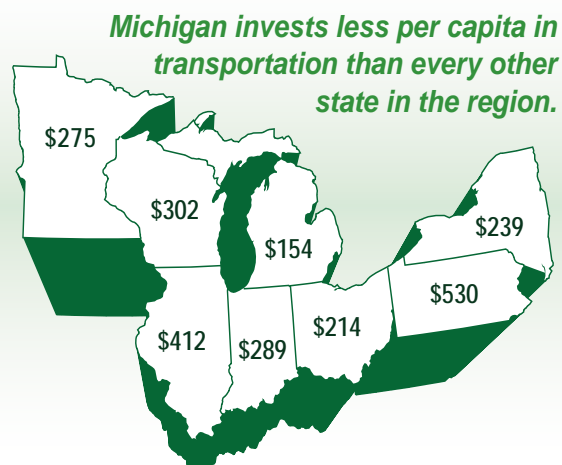 Michigan invests less per capita in
transportation than every other
state in the region.
$275
$302
$154
$239
$530
$412
$289
$214